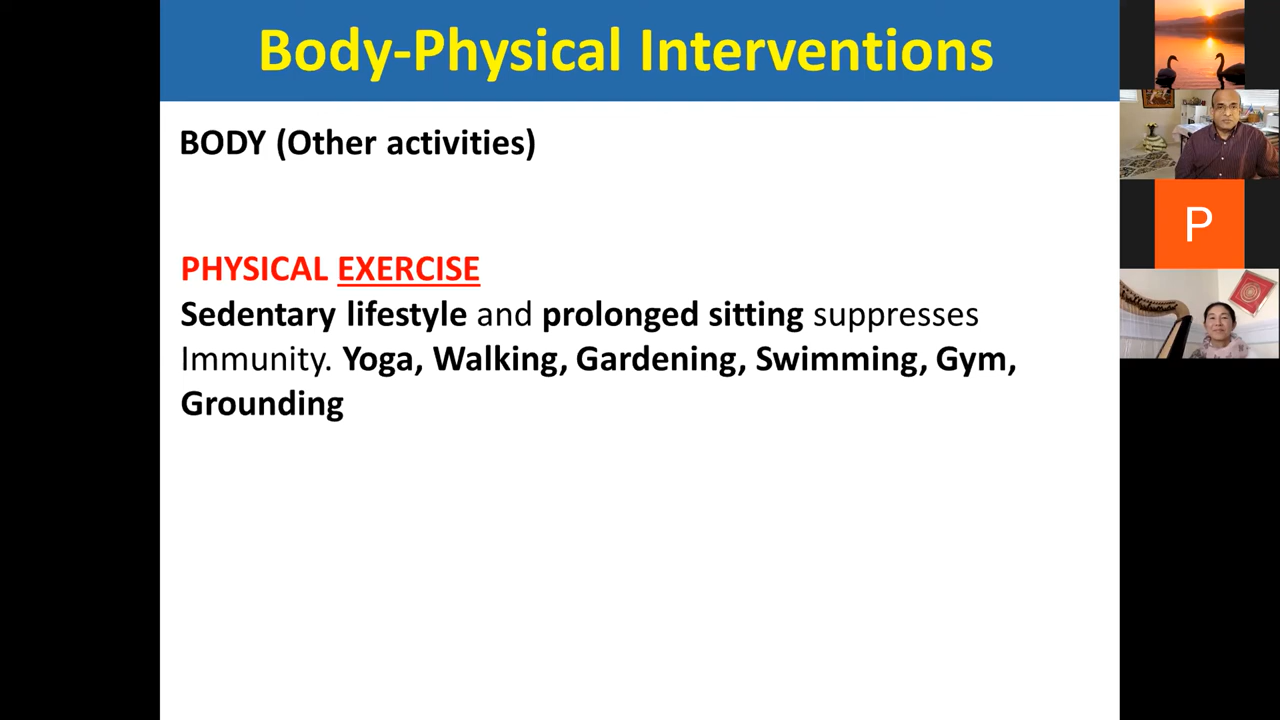 Body-Physical Interventions
BODY (Other activities)
PHYSICAL EXERCISE
Sedentary lifestyle and prolonged sitting suppresses
Immunity. Yoga, Walking, Gardening, Swimming, Gym,
Grounding
P